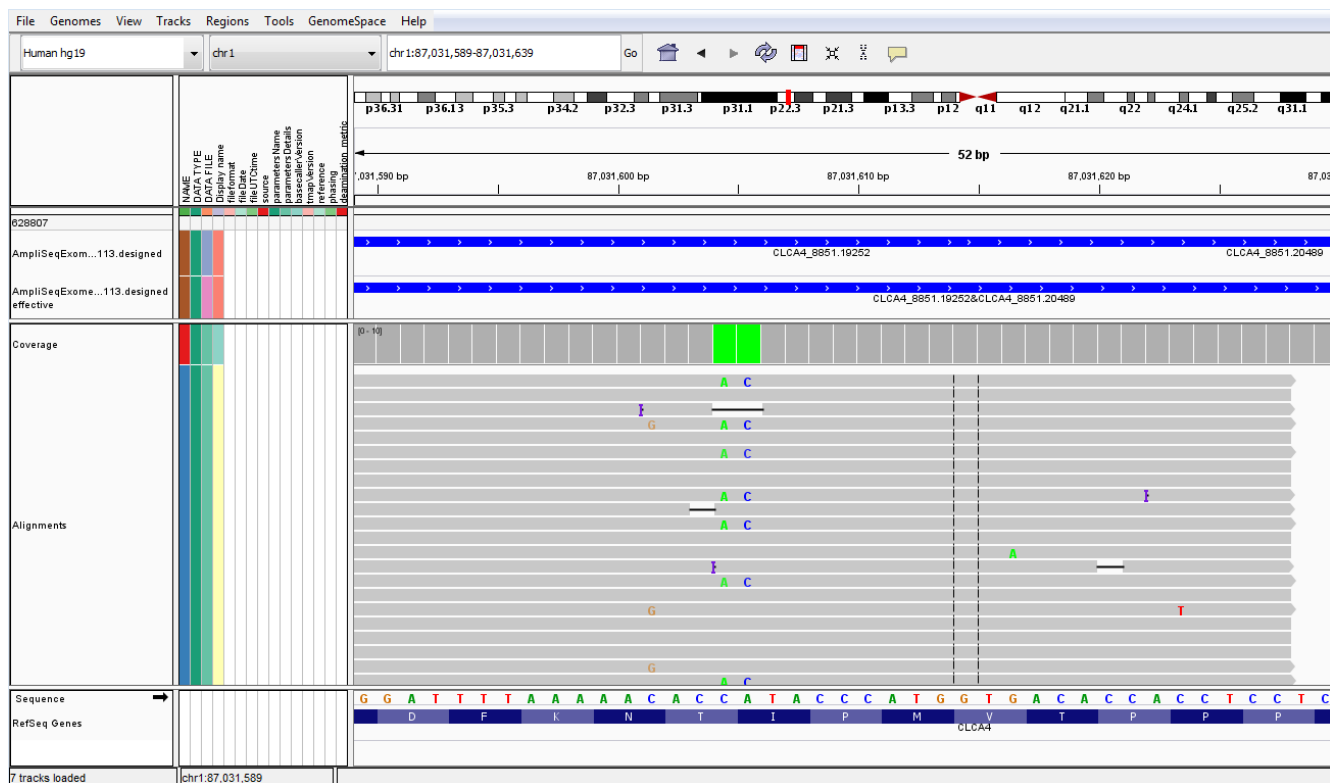 File Genomes View Tracks Regions Tools GenomeSpace Help
Human hg19 chr1 chr1:87,031,589-87,031,639 Go
p36.31 p36.13 p35.3 p34.2 p32.3 p31.3 p31.1 p22.3 p21.3 p13.3 p12 q11 q12 q21.1 q22 q24.1 q25.2 q31.1
NAME
DATA TYPE
DATA FILE
Display name
fileformat
fileDate
fileUTCtime
source
parametersName
parametersDetails
basecallerVersion
tmapVersion
reference
phasing
deamination_metric
52 bp
,031,590 bp 87,031,600 bp 87,031,610 bp 87,031,620 bp 87,03
628807
AmpliSeqExom...113.designed
CLCA4_8851.19252 CLCA4_8851.20489
AmpliSeqExome...113.designed
effective
CLCA4_8851.19252&CLCA4_8851.20489
Coverage
[0 - 10]
A C
G A C
A C
A C
Alignments
A C
A
A C
G T
G
A C
Sequence
G G A T T T T A A A A A C A C C A T A C C C A T G G T G A C A C C A C C T C C T C
RefSeq Genes
D F K N T I P M V T P P P
CLCA4
7 tracks loaded chr1:87,031,589